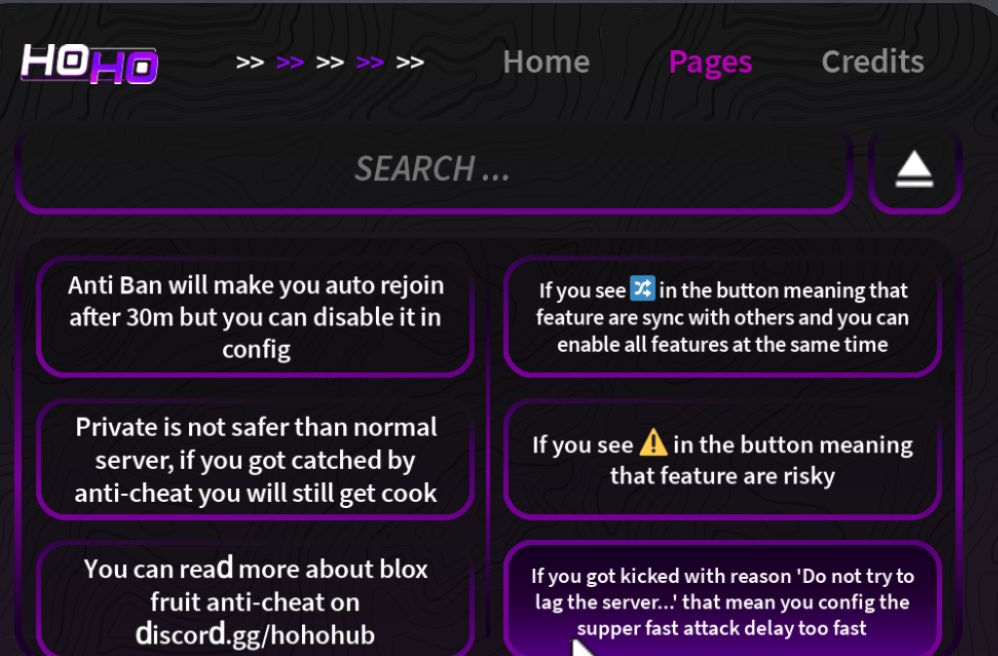 HOHO >> >> >> >> >> Home Pages Credits
SEARCH ...
Anti Ban will make you auto rejoin
after 30m but you can disable it in
config
If you see 🔀 in the button meaning that
feature are sync with others and you can
enable all features at the same time
Private is not safer than normal
server, if you got catched by
anti-cheat you will still get cook
If you see ⚠️ in the button meaning
that feature are risky
You can read more about blox
fruit anti-cheat on
discord.gg/hohohub
If you got kicked with reason 'Do not try to
lag the server...' that mean you config the
supper fast attack delay too fast